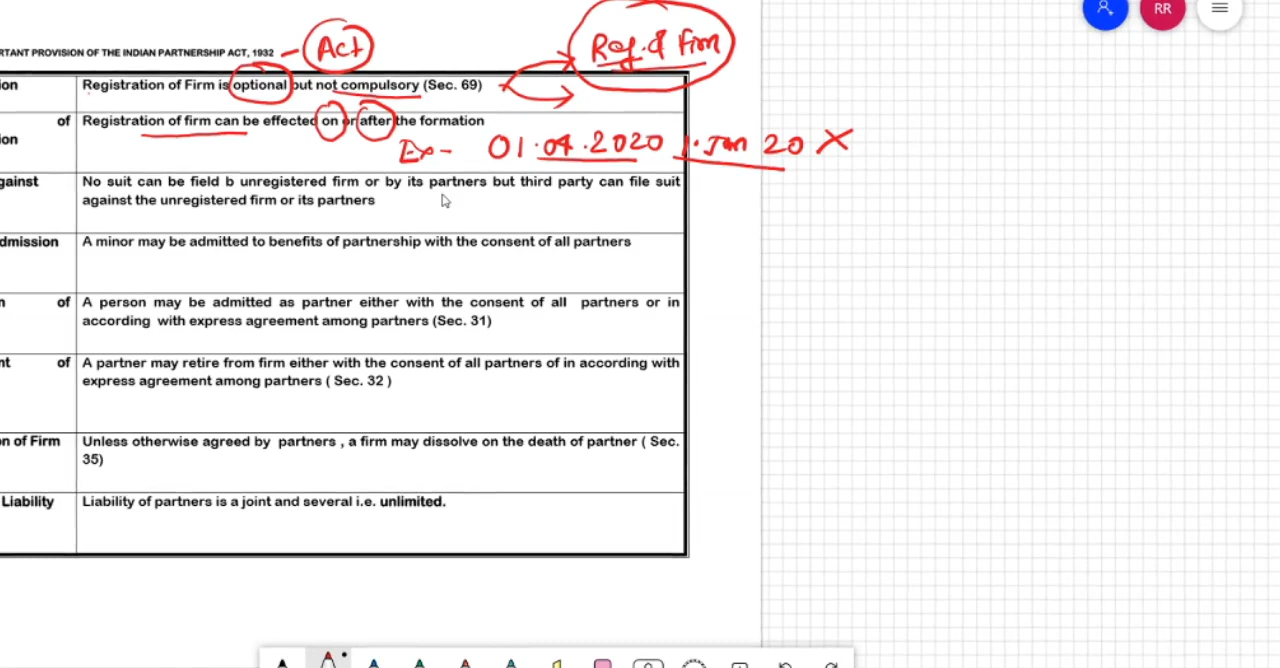 RR
RTANT PROVISION OF THE INDIAN PARTNERSHIP ACT, 1932 - Act
Reg. of Firm
ion Registration of Firm is optional but not compulsory (Sec. 69)
of Registration of firm can be effected on or after the formation
ion
Ex- 01.04.2020 1.Jan 20 X
gainst No suit can be field b unregistered firm or by its partners but third party can file suit
against the unregistered firm or its partners
dmission A minor may be admitted to benefits of partnership with the consent of all partners
n of A person may be admitted as partner either with the consent of all partners or in
according with express agreement among partners (Sec. 31)
nt of A partner may retire from firm either with the consent of all partners of in according with
express agreement among partners ( Sec. 32 )
on of Firm Unless otherwise agreed by partners , a firm may dissolve on the death of partner ( Sec.
35)
Liability Liability of partners is a joint and several i.e. unlimited.